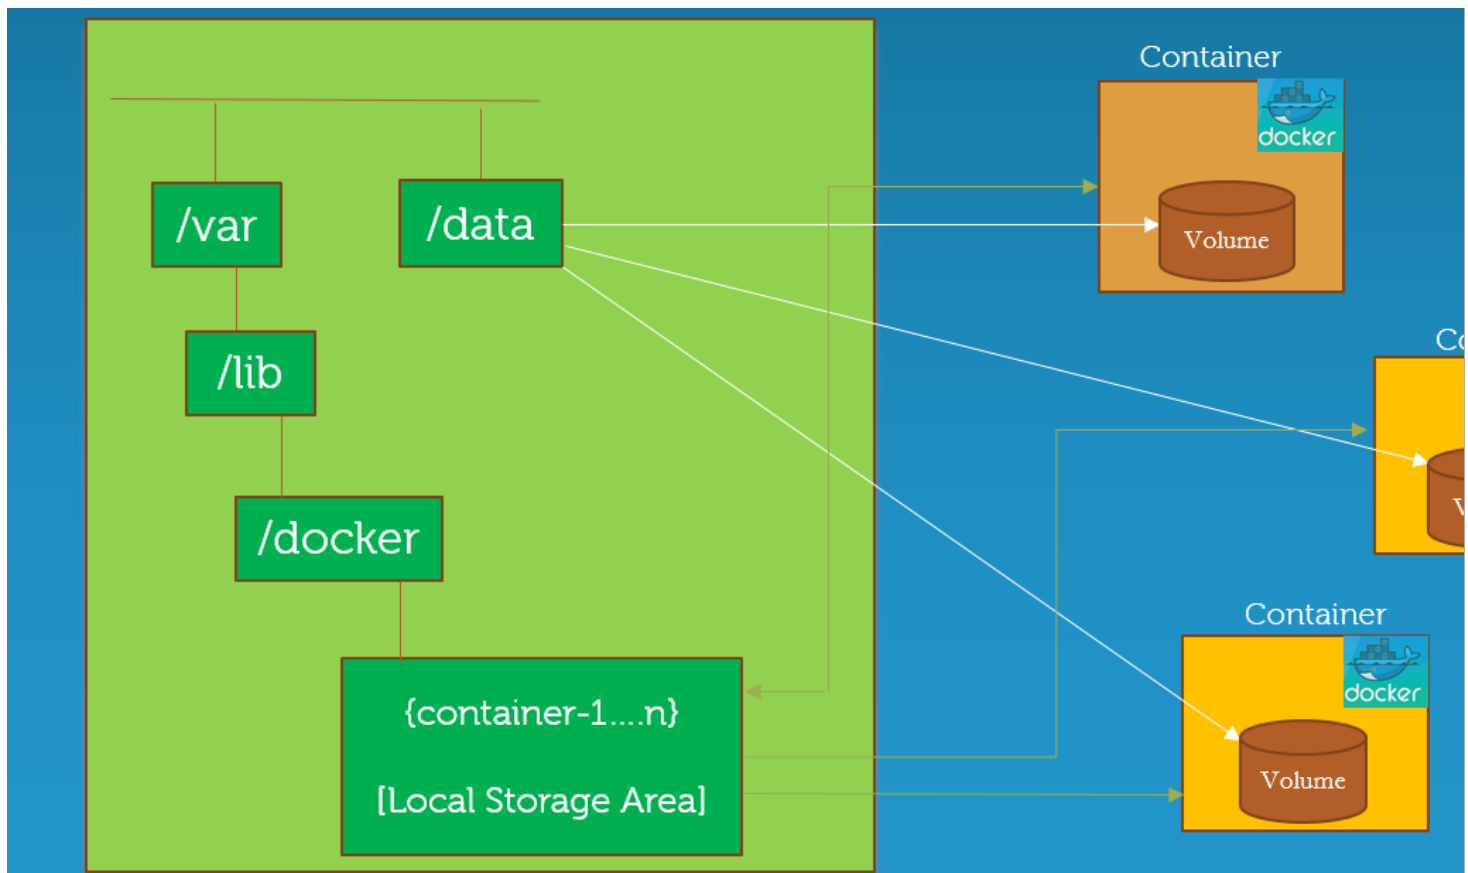 Container
docker
/var
/data
Volume
/lib
/docker
Container
docker
{container-1....n}
[Local Storage Area]
Volume